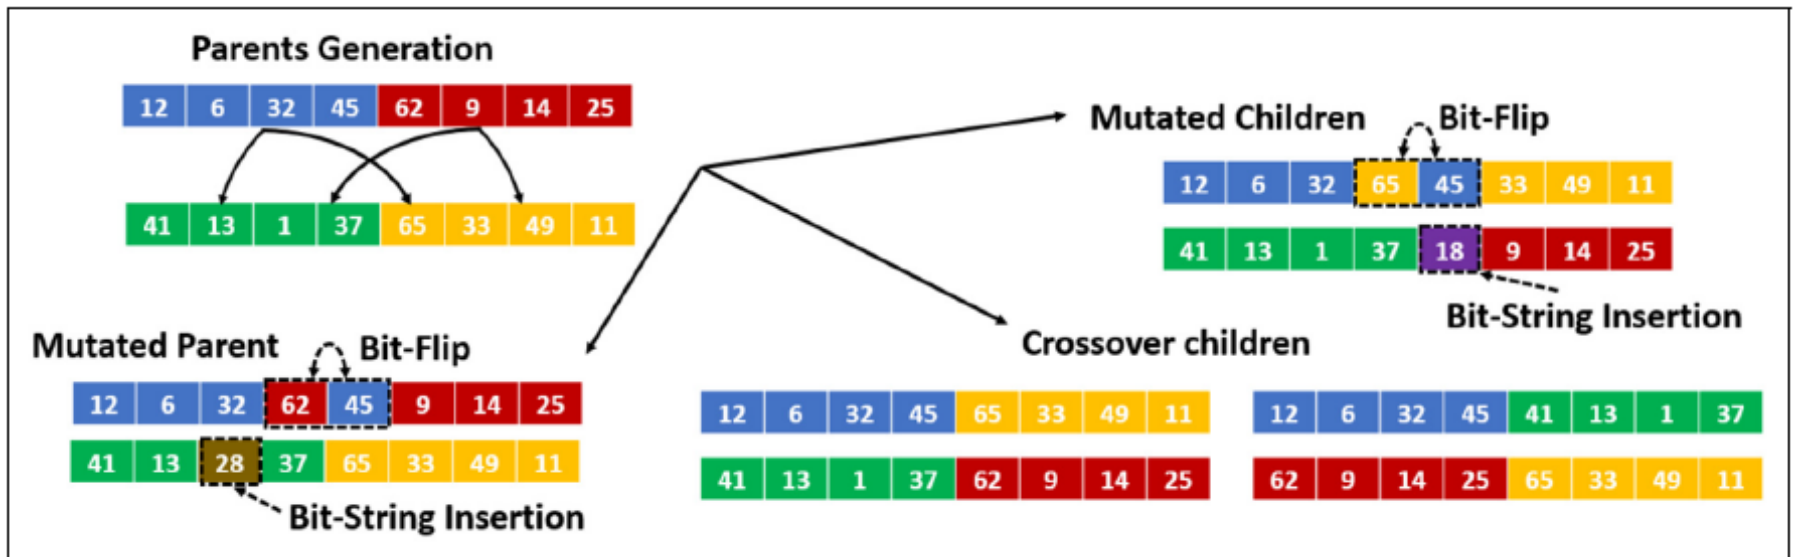 Parents Generation
12 6 32 45 62 9 14 25
41 13 1 37 65 33 49 11
Mutated Children Bit-Flip
12 6 32 65 45 33 49 11
41 13 1 37 18 9 14 25
Bit-String Insertion
Mutated Parent Bit-Flip
12 6 32 62 45 9 14 25
41 13 28 37 65 33 49 11
Bit-String Insertion
Crossover children
12 6 32 45 65 33 49 11
41 13 1 37 62 9 14 25
12 6 32 45 41 13 1 37
62 9 14 25 65 33 49 11